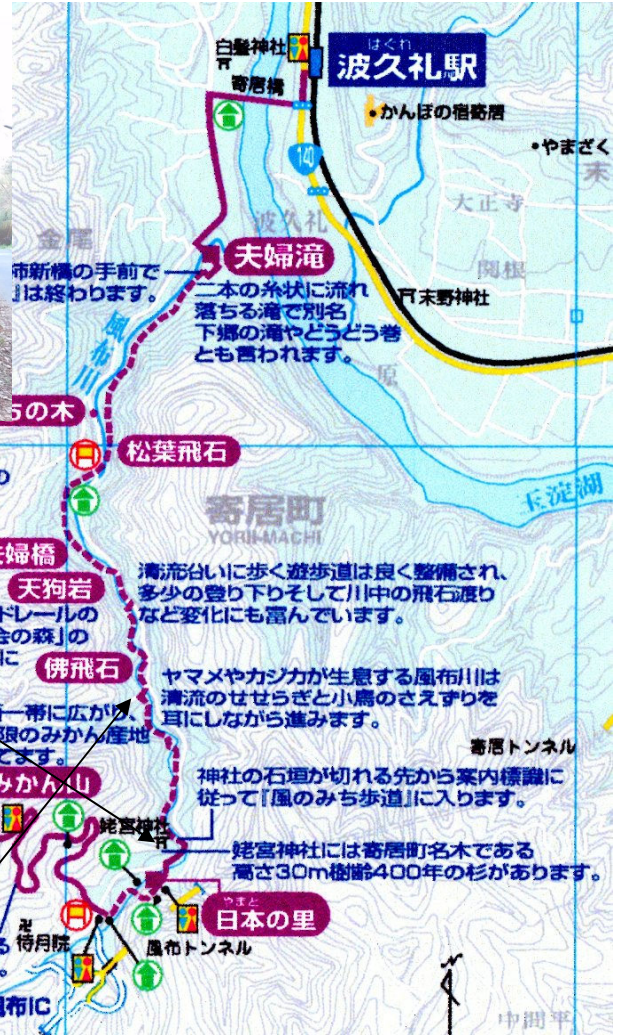 白髭神社
はぐれ
波久礼駅
寄居橋
かんぽの宿寄居
やまざく
末
140
大正寺
金尾
波久礼
夫婦滝
関根
新橋の手前で
』は終わります。
二本の糸状に流れ
落ちる滝で別名
下郷の滝やどうどう巻
とも言われます。
末野神社
風布川
原
ちの木
松葉飛石
玉淀湖
の
寄居町
YORII-MACHI
婦橋
天狗岩
清流沿いに歩く遊歩道は良く整備され、
多少の登り下りそして川中の飛石渡り
など変化にも富んでいます。
ドレールの
会の森」の
に
佛飛石
ヤマメやカジカが生息する風布川は
清流のせせらぎと小鳥のさえずりを
耳にしながら進みます。
一帯に広がり、
限のみかん産地
てます。
寄居トンネル
みかん山
神社の石垣が切れる先から案内標識に
従って『風のみち歩道』に入ります。
姥宮神社
姥宮神社には寄居町名木である
高さ30m樹齢400年の杉があります。
やまと
日本の里
待月院
風布トンネル
る
。
風布IC
中間平